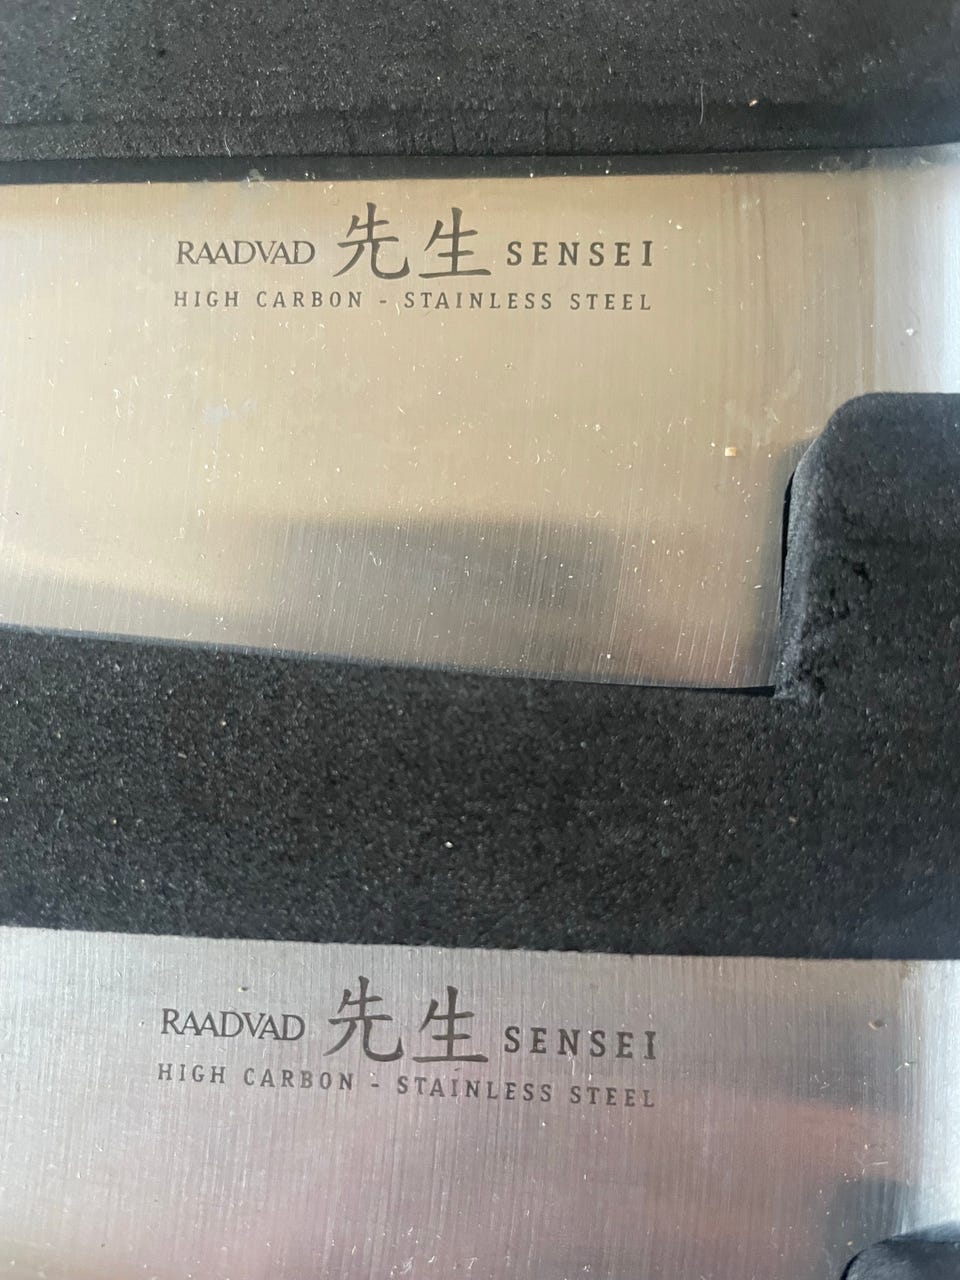 RAADVAD 先生 SENSEI
HIGH CARBON - STAINLESS STEEL
RAADVAD 先生 SENSEI
HIGH CARBON - STAINLESS STEEL